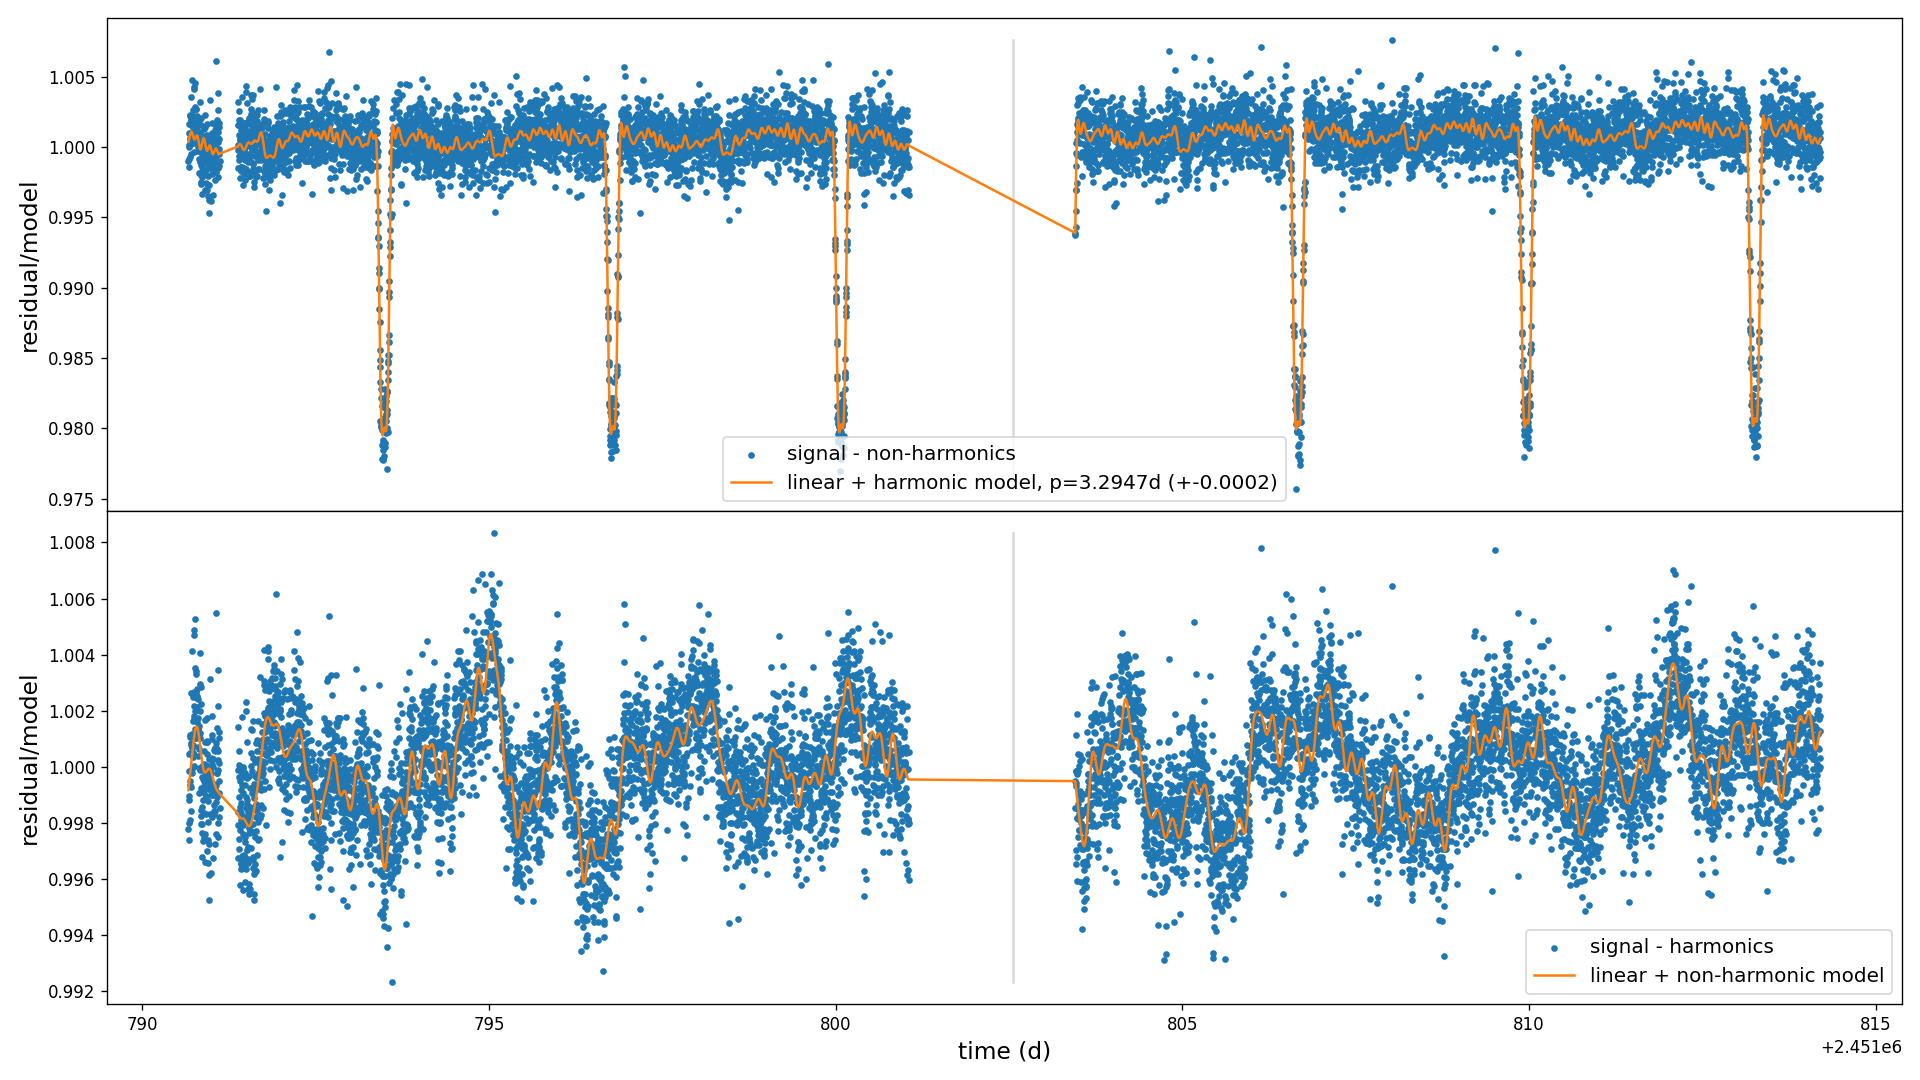 1.005
1.000
0.995
0.990
0.985
0.980
0.975
residual/model
signal - non-harmonics
linear + harmonic model, p=3.2947d (+-0.0002)
1.008
1.006
1.004
1.002
1.000
0.998
0.996
0.994
0.992
residual/model
signal - harmonics
linear + non-harmonic model
790 795 800 805 810 815
time (d)
+2.451e6